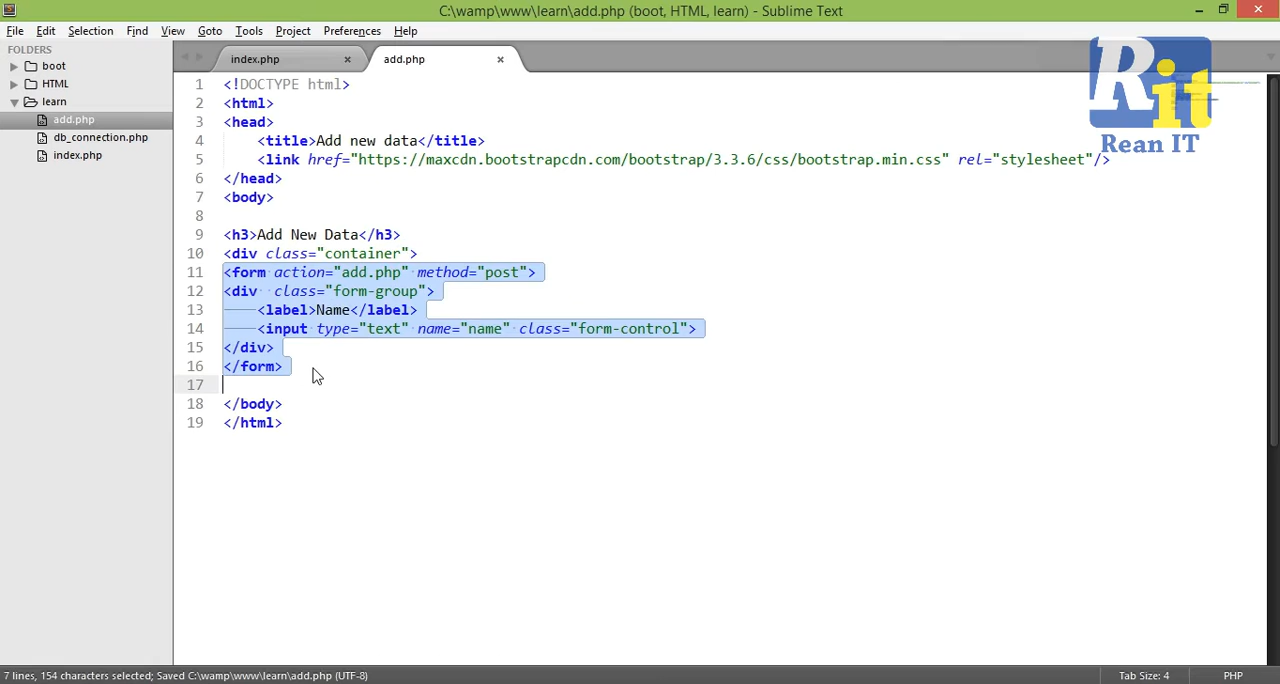 C:\wamp\www\learn\add.php (boot, HTML, learn) - Sublime Text
File Edit Selection Find View Goto Tools Project Preferences Help
FOLDERS
boot
HTML
learn
add.php
db_connection.php
index.php
index.php × add.php ×
1 <!DOCTYPE html>
2 <html>
3 <head>
4 <title>Add new data</title>
5 <link href="https://maxcdn.bootstrapcdn.com/bootstrap/3.3.6/css/bootstrap.min.css" rel="stylesheet"/>
6 </head>
7 <body>
8
9 <h3>Add New Data</h3>
10 <div class="container">
11 <form action="add.php" method="post">
12 <div  class="form-group">
13 <label>Name</label>
14 <input type="text" name="name" class="form-control">
15 </div>
16 </form>
17
18 </body>
19 </html>
Rit
Rean IT
7 lines, 154 characters selected; Saved C:\wamp\www\learn\add.php (UTF-8)
Tab Size: 4
PHP